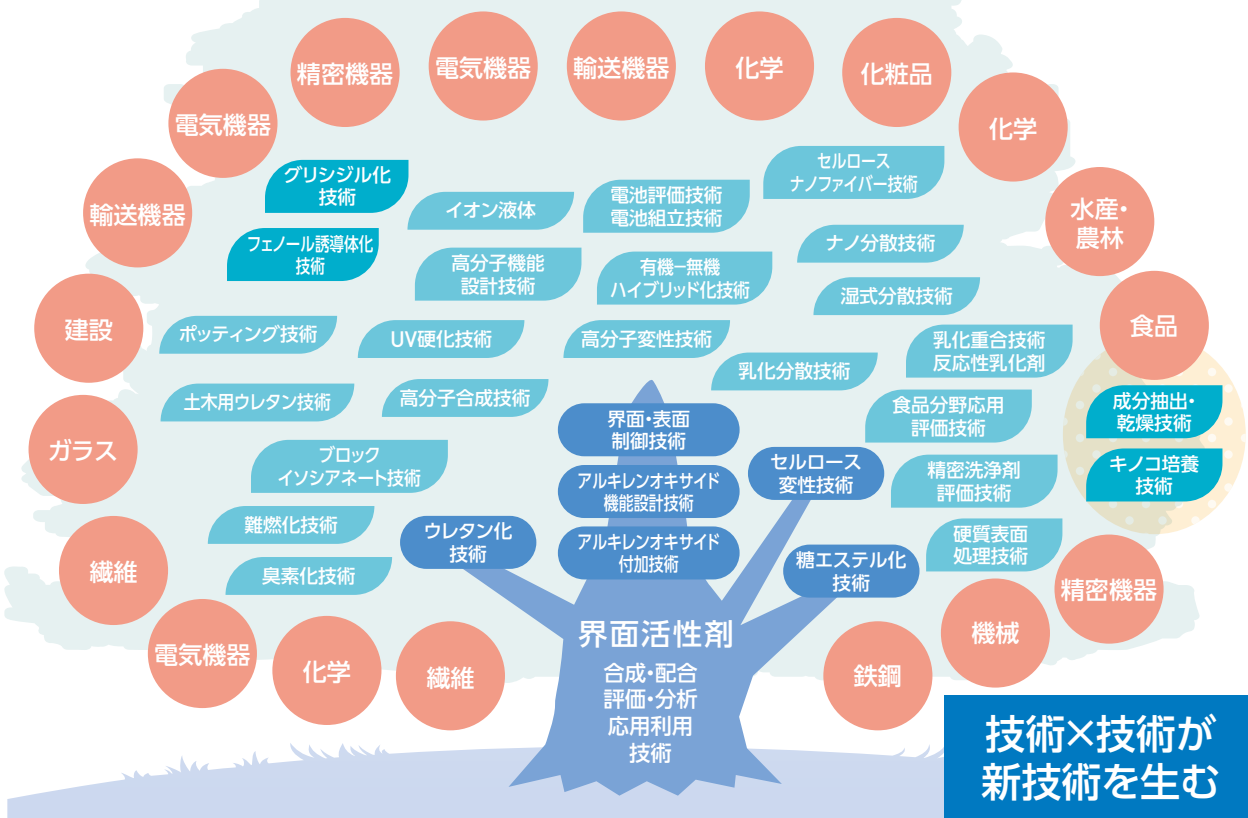 精密機器
電気機器
輸送機器
化学
化粧品
電気機器
化学
輸送機器
水産・
農林
建設
食品
ガラス
繊維
精密機器
電気機器
化学
繊維
鉄鋼
機械
グリシジル化
技術
フェノール誘導体化
技術
イオン液体
電池評価技術
電池組立技術
セルロース
ナノファイバー技術
高分子機能
設計技術
有機−無機
ハイブリッド化技術
ナノ分散技術
湿式分散技術
ポッティング技術
UV硬化技術
高分子変性技術
乳化分散技術
乳化重合技術
反応性乳化剤
土木用ウレタン技術
高分子合成技術
食品分野応用
評価技術
成分抽出・
乾燥技術
ブロック
イソシアネート技術
精密洗浄剤
評価技術
キノコ培養
技術
難燃化技術
臭素化技術
硬質表面
処理技術
界面・表面
制御技術
アルキレンオキサイド
機能設計技術
アルキレンオキサイド
付加技術
ウレタン化
技術
セルロース
変性技術
糖エステル化
技術
界面活性剤
合成・配合
評価・分析
応用利用
技術
技術×技術が
新技術を生む